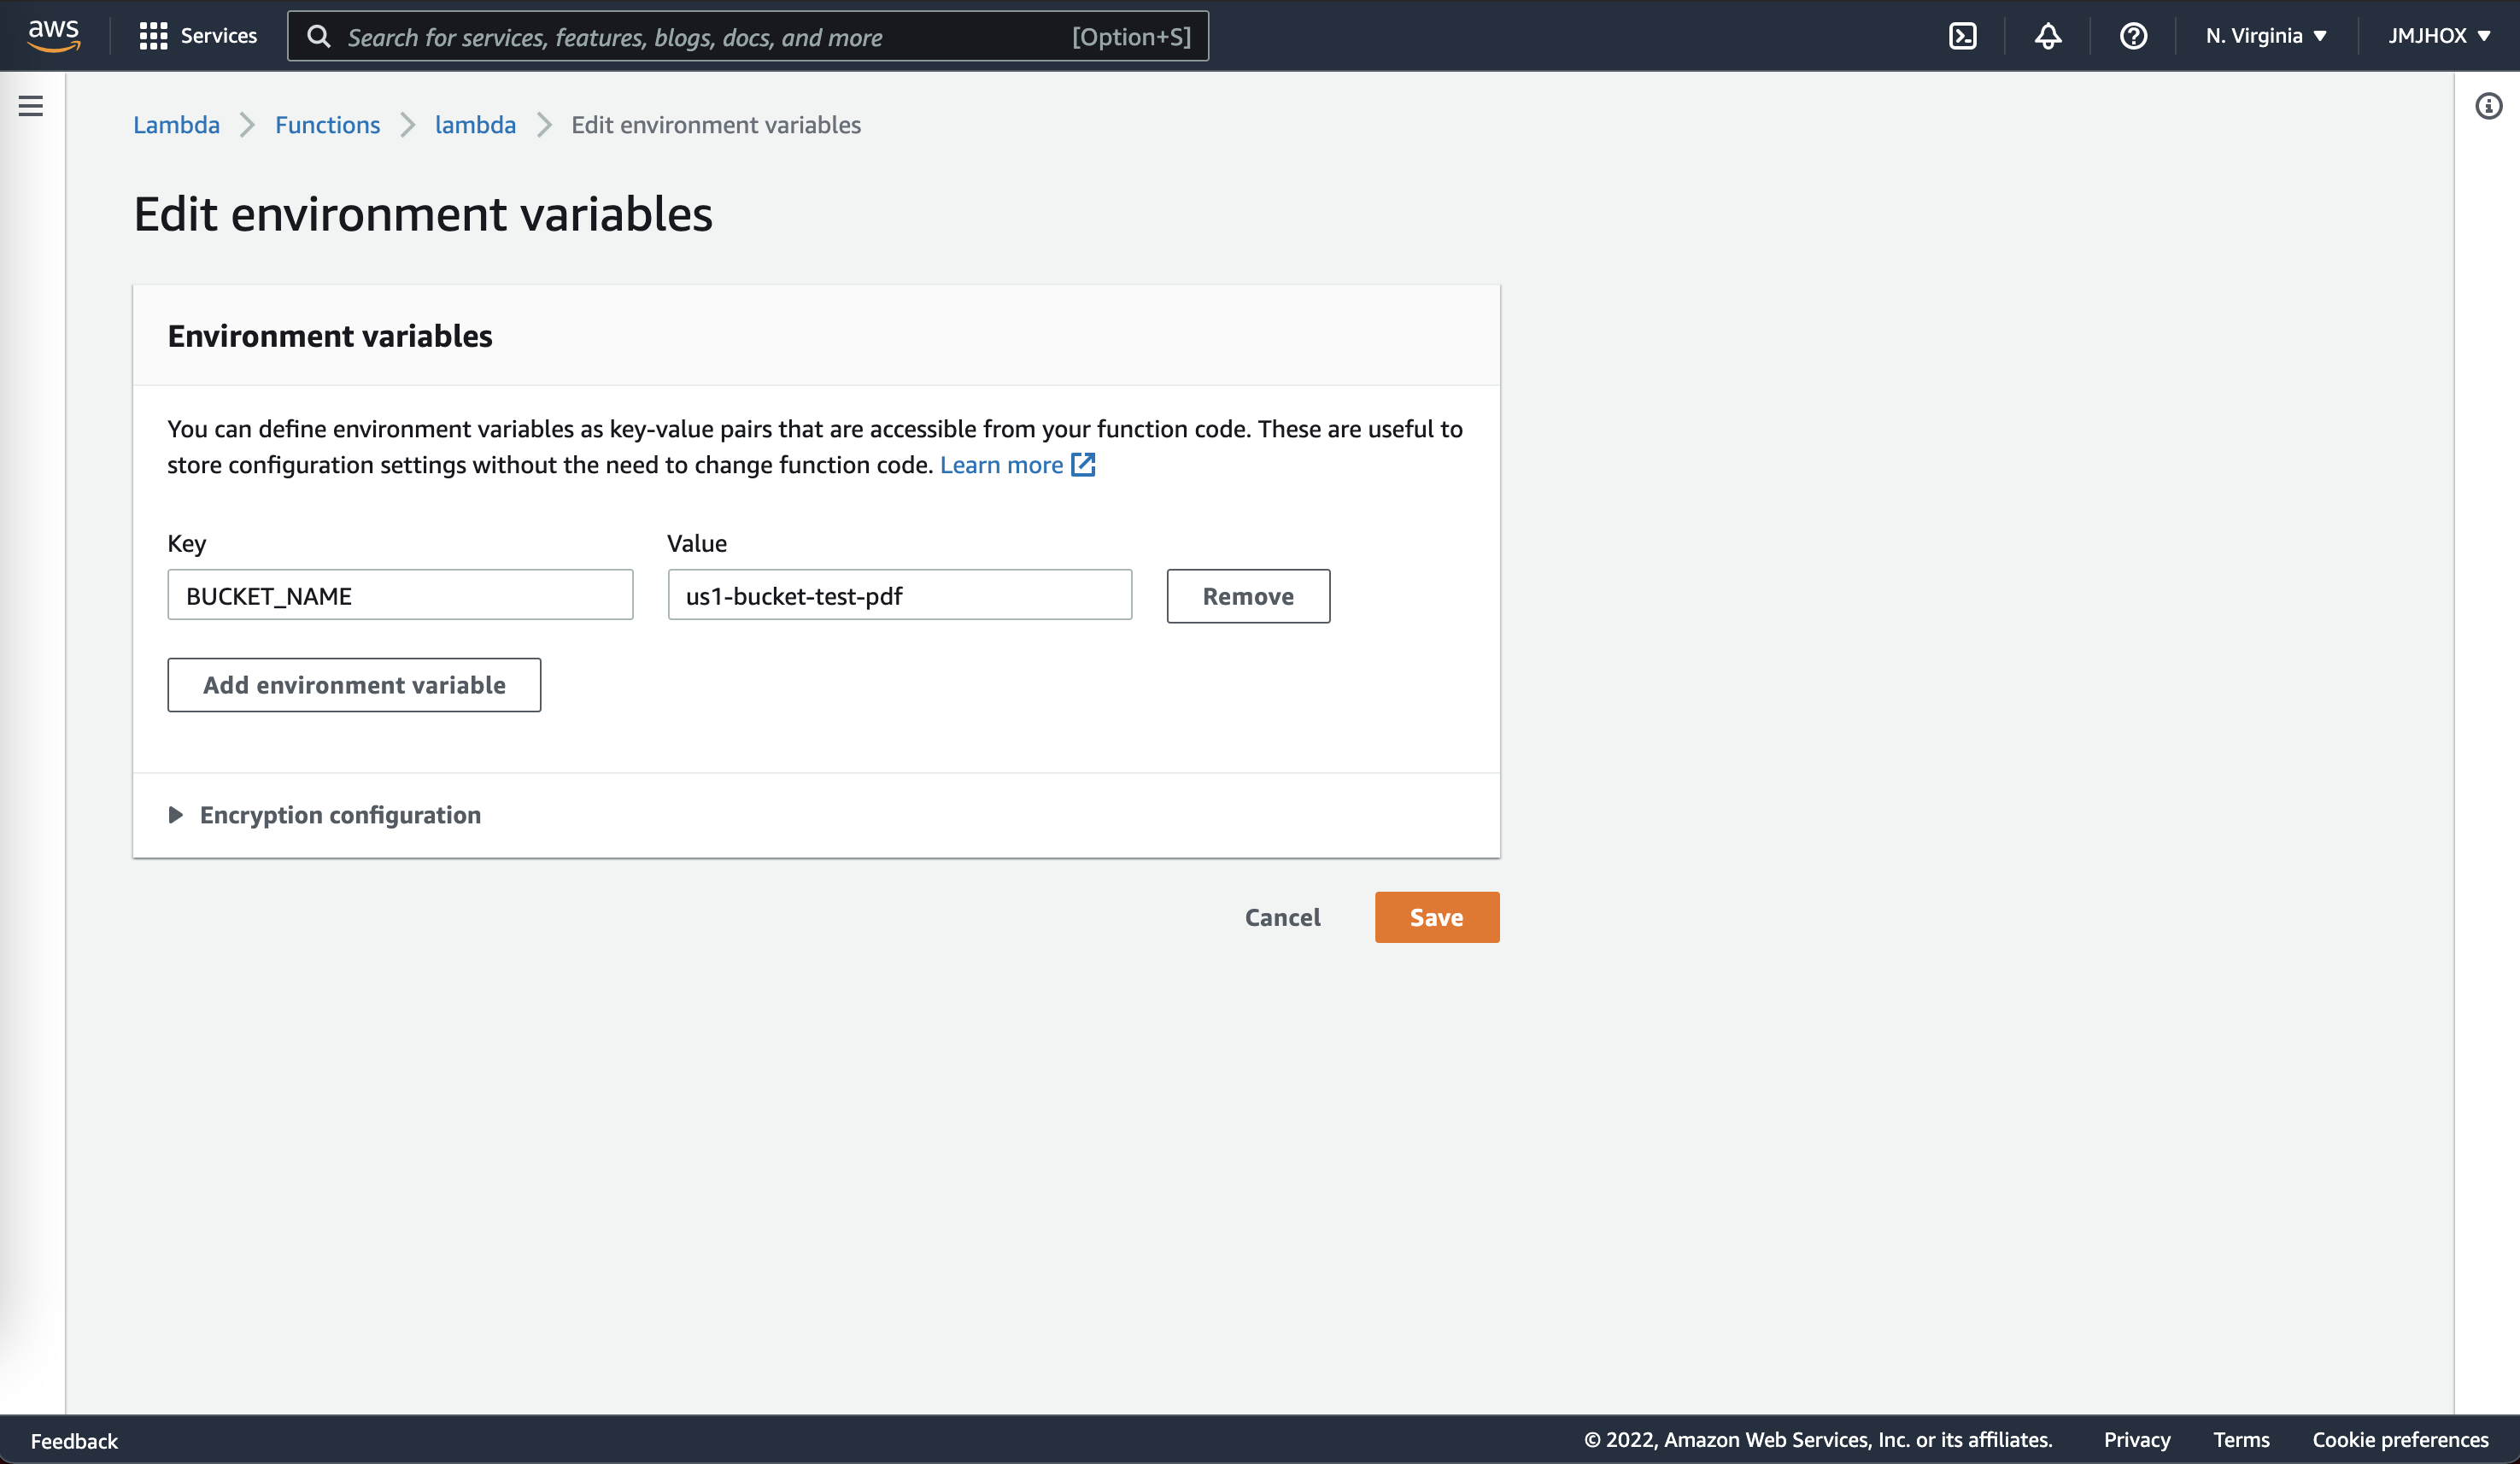 aws Services Search for services, features, blogs, docs, and more [Option+S] N. Virginia JMJHOX
Lambda Functions lambda Edit environment variables
Edit environment variables
Environment variables
You can define environment variables as key-value pairs that are accessible from your function code. These are useful to
store configuration settings without the need to change function code. Learn more
Key Value
BUCKET_NAME us1-bucket-test-pdf Remove
Add environment variable
Encryption configuration
Cancel Save
Feedback © 2022, Amazon Web Services, Inc. or its affiliates. Privacy Terms Cookie preferences